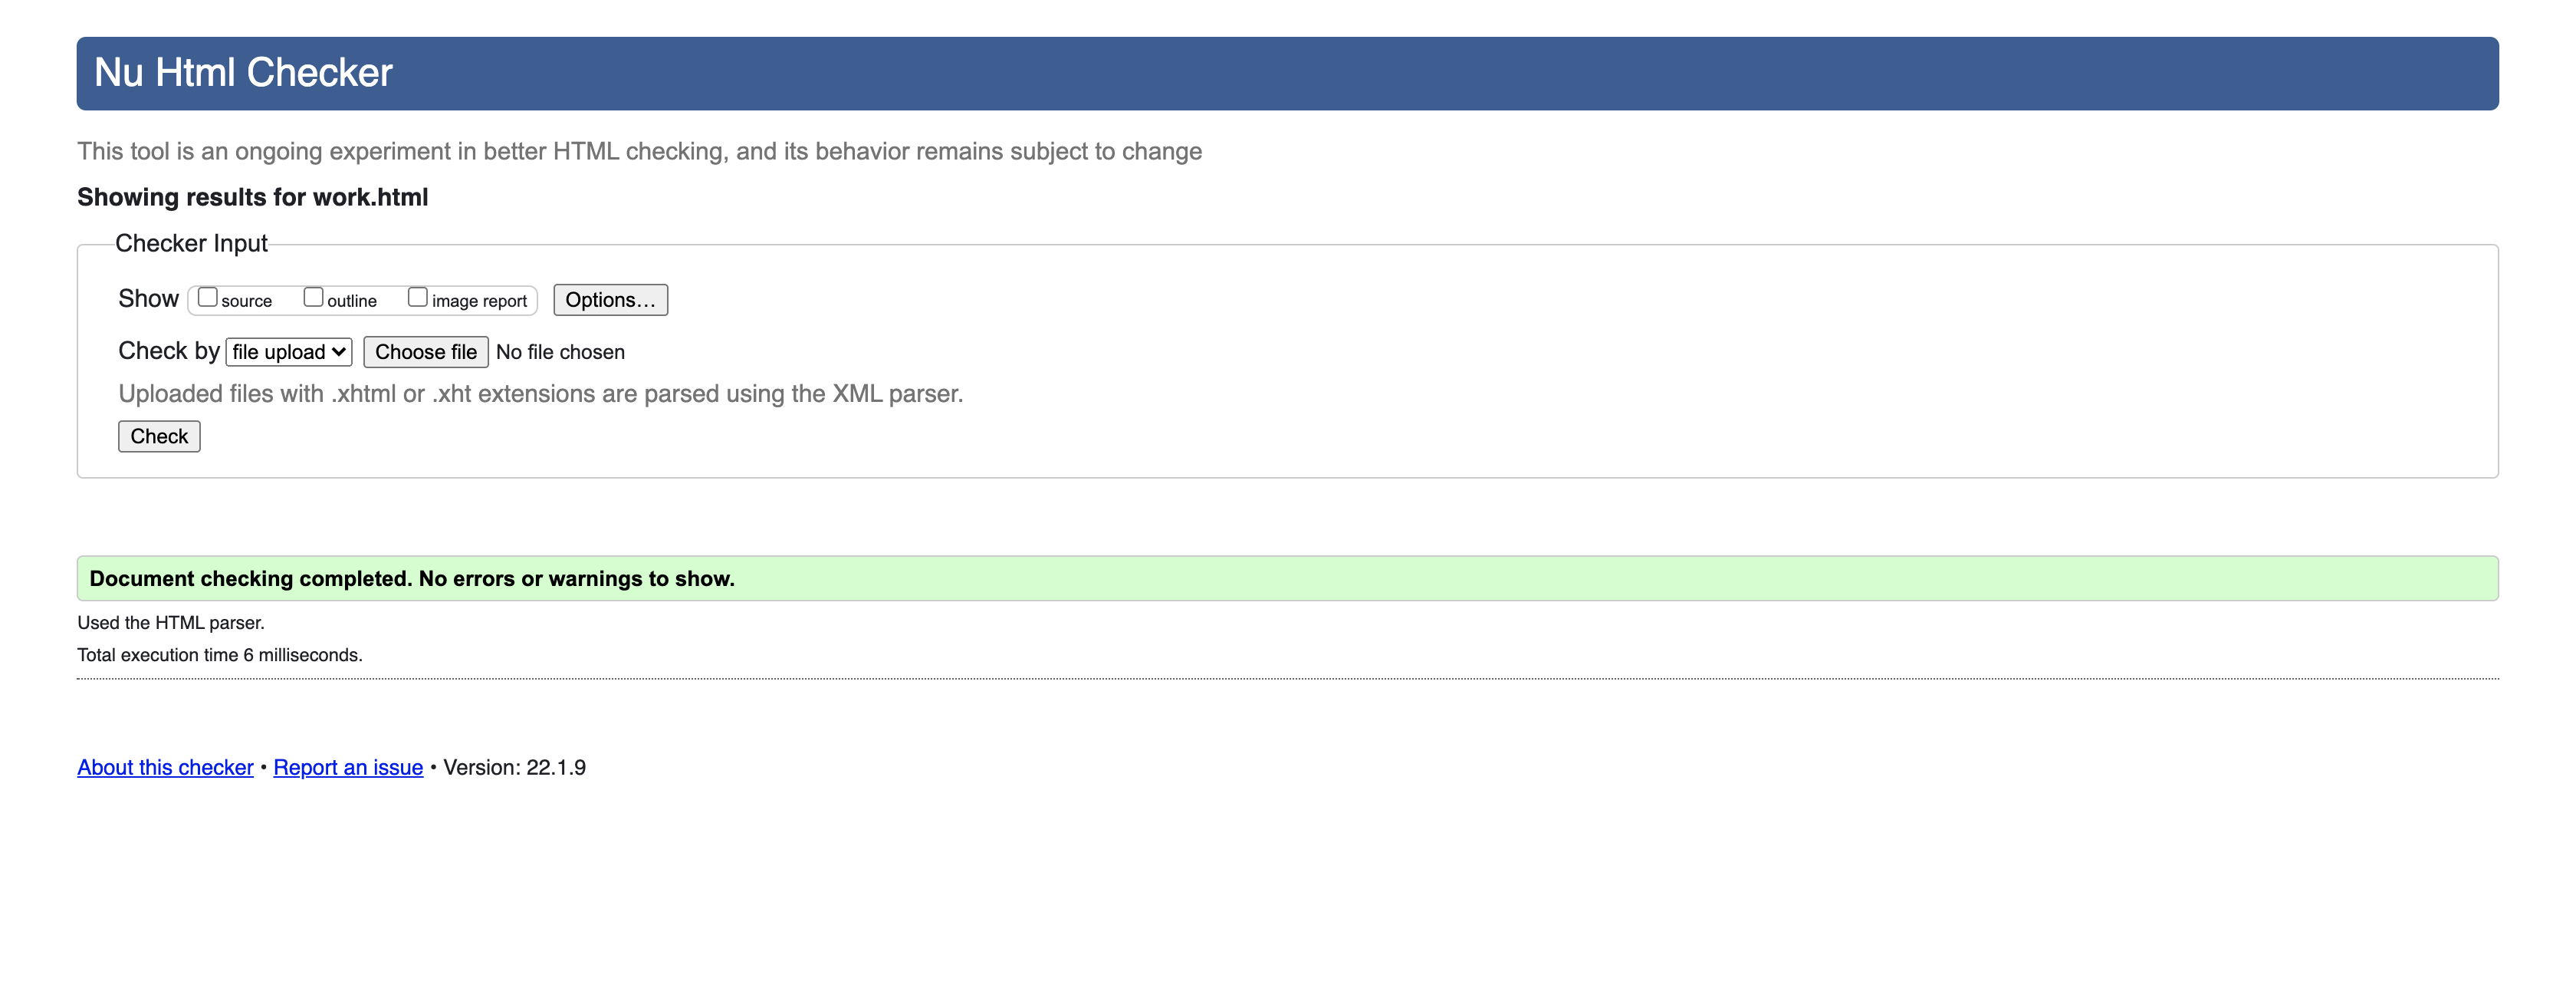 Nu Html Checker
This tool is an ongoing experiment in better HTML checking, and its behavior remains subject to change
Showing results for work.html
Checker Input
Show source outline image report Options…
Check by file upload Choose file No file chosen
Uploaded files with .xhtml or .xht extensions are parsed using the XML parser.
Check
Document checking completed. No errors or warnings to show.
Used the HTML parser.
Total execution time 6 milliseconds.
About this checker • Report an issue • Version: 22.1.9